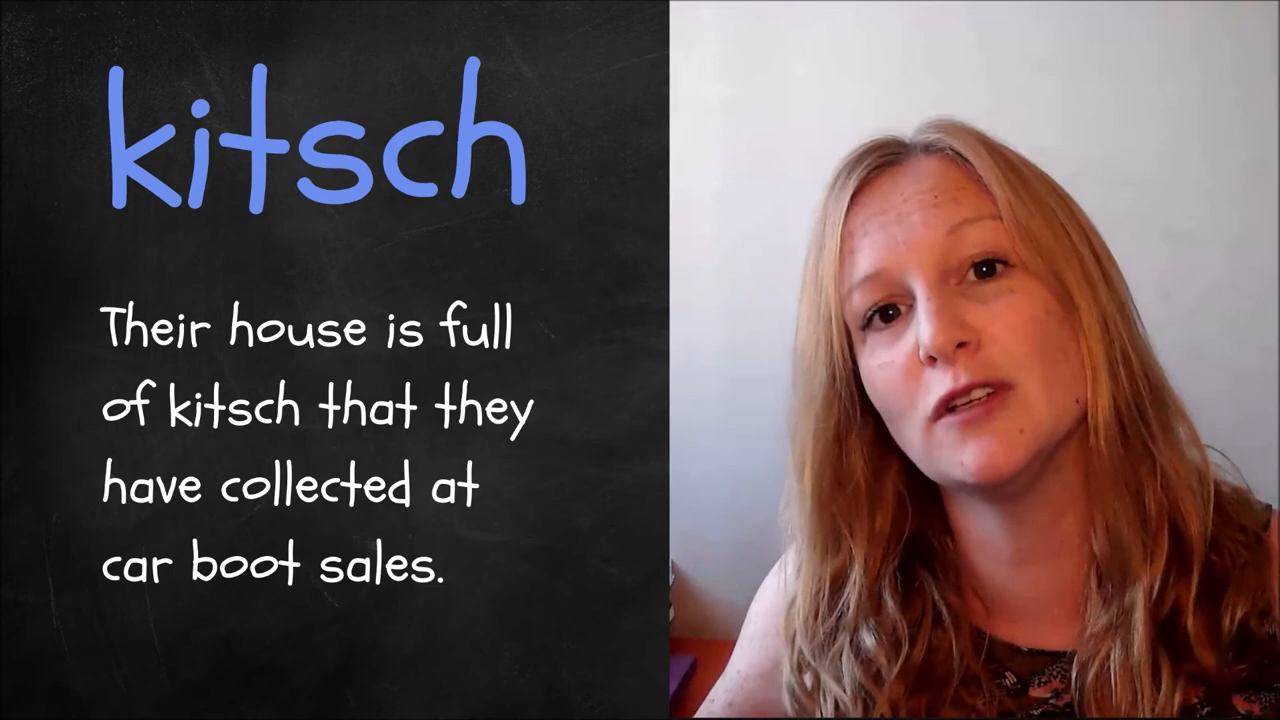 kitsch
Their house is full
of kitsch that they
have collected at
car boot sales.